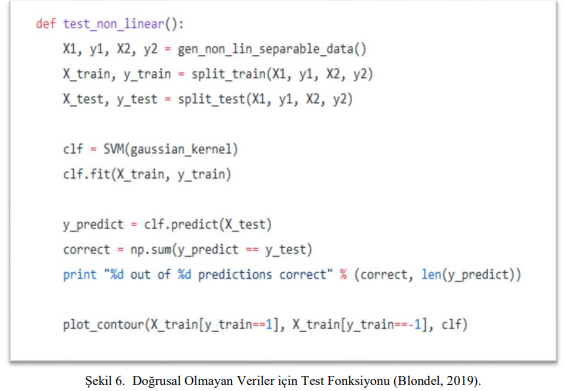 def test_non_linear():
X1, y1, X2, y2 = gen_non_lin_separable_data()
X_train, y_train = split_train(X1, y1, X2, y2)
X_test, y_test = split_test(X1, y1, X2, y2)
clf = SVM(gaussian_kernel)
clf.fit(X_train, y_train)
y_predict = clf.predict(X_test)
correct = np.sum(y_predict == y_test)
print "%d out of %d predictions correct" % (correct, len(y_predict))
plot_contour(X_train[y_train==1], X_train[y_train==-1], clf)
Şekil 6. Doğrusal Olmayan Veriler için Test Fonksiyonu (Blondel, 2019).